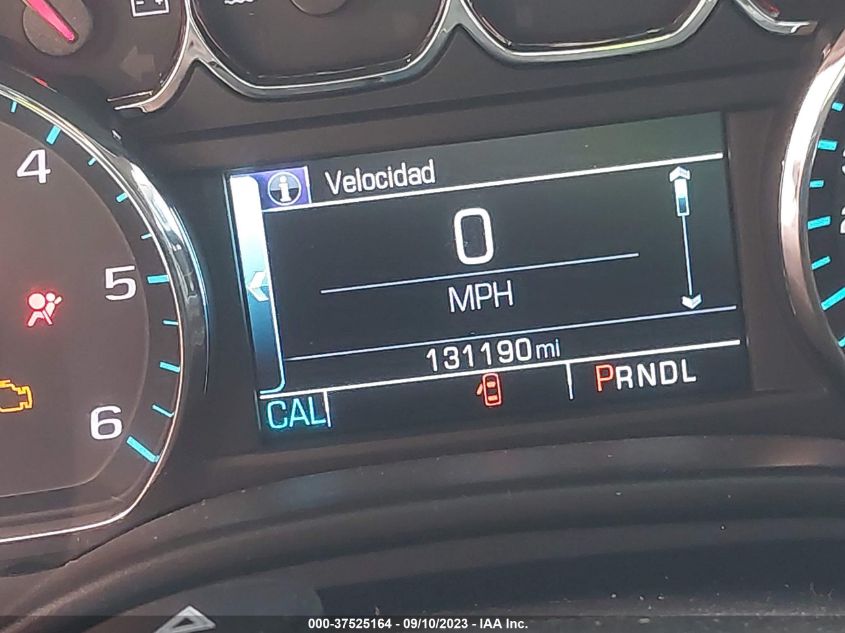 4
5
6
Velocidad
0
MPH
131190 mi
CAL
PRNDL
000-37525164 - 09/10/2023 - IAA Inc.